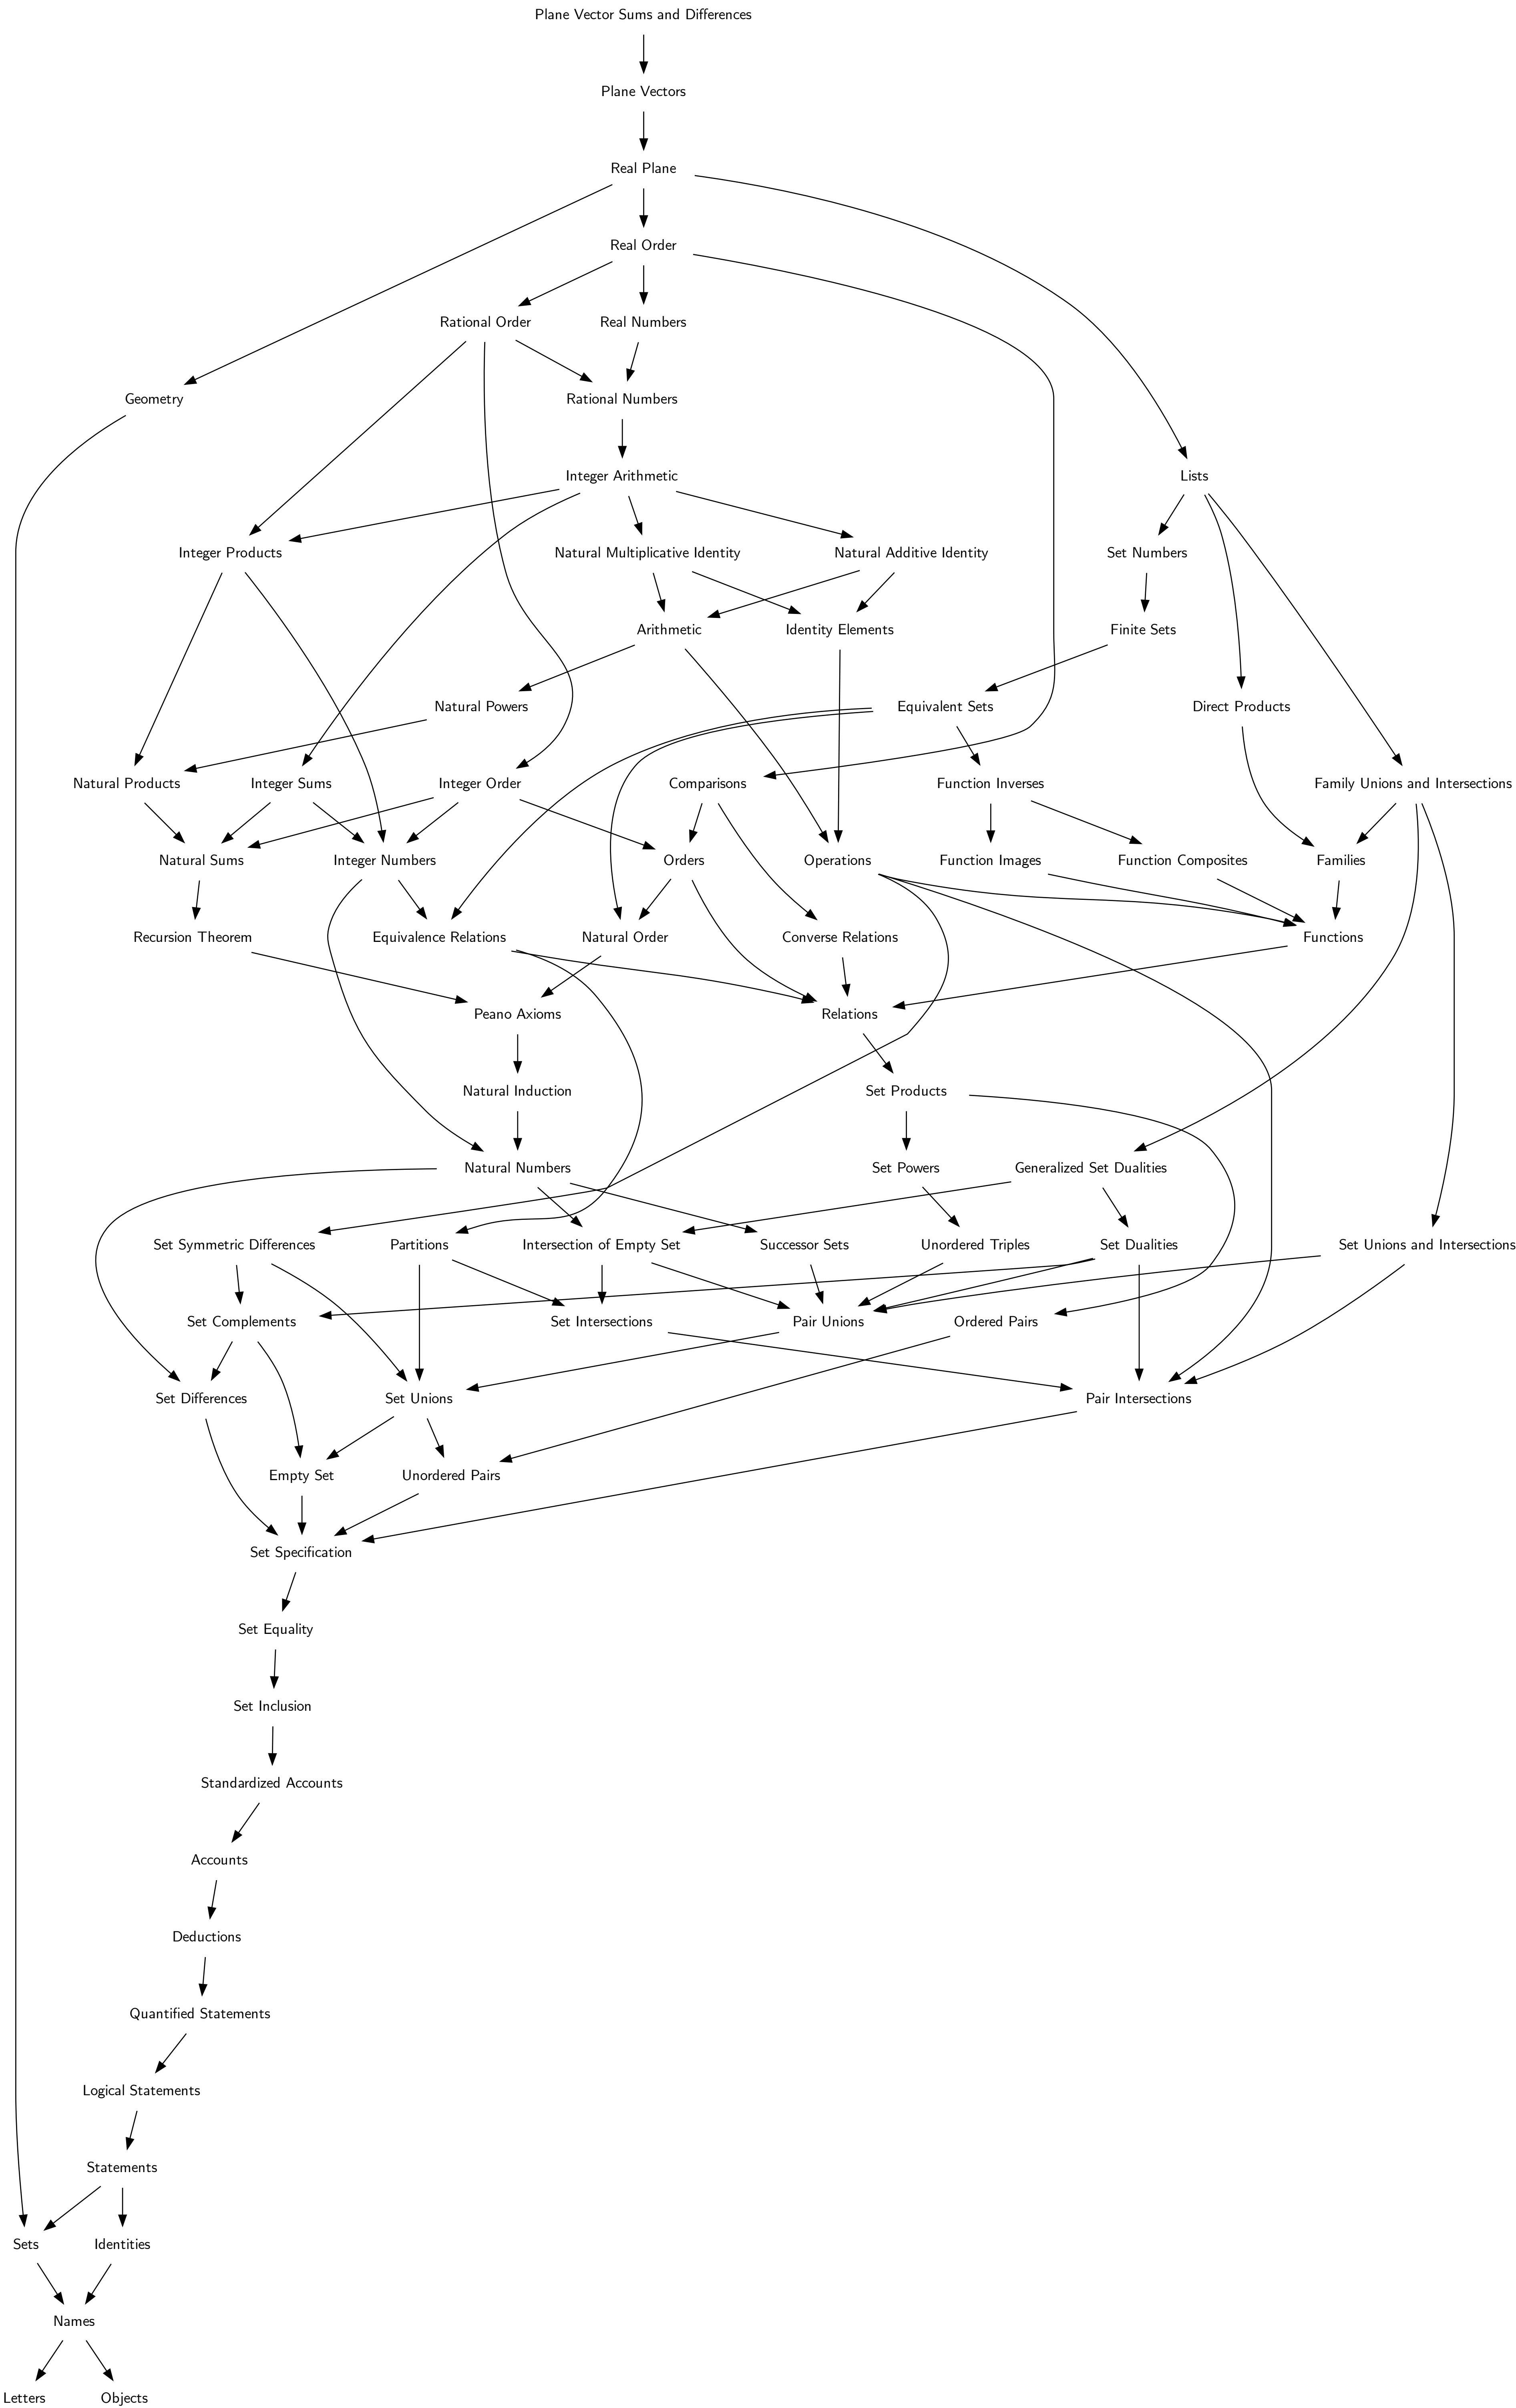 Plane Vector Sums and Differences
Plane Vectors
Real Plane
Real Order
Rational Order
Real Numbers
Geometry
Rational Numbers
Integer Arithmetic
Lists
Integer Products
Natural Multiplicative Identity
Natural Additive Identity
Set Numbers
Arithmetic
Identity Elements
Finite Sets
Natural Powers
Equivalent Sets
Direct Products
Natural Products
Integer Sums
Integer Order
Comparisons
Function Inverses
Family Unions and Intersections
Natural Sums
Integer Numbers
Orders
Operations
Function Images
Function Composites
Families
Recursion Theorem
Equivalence Relations
Natural Order
Converse Relations
Functions
Peano Axioms
Relations
Natural Induction
Set Products
Natural Numbers
Set Powers
Generalized Set Dualities
Set Symmetric Differences
Partitions
Intersection of Empty Set
Successor Sets
Unordered Triples
Set Dualities
Set Unions and Intersections
Set Complements
Set Intersections
Pair Unions
Ordered Pairs
Set Differences
Set Unions
Pair Intersections
Empty Set
Unordered Pairs
Set Specification
Set Equality
Set Inclusion
Standardized Accounts
Accounts
Deductions
Quantified Statements
Logical Statements
Statements
Sets
Identities
Names
Letters
Objects